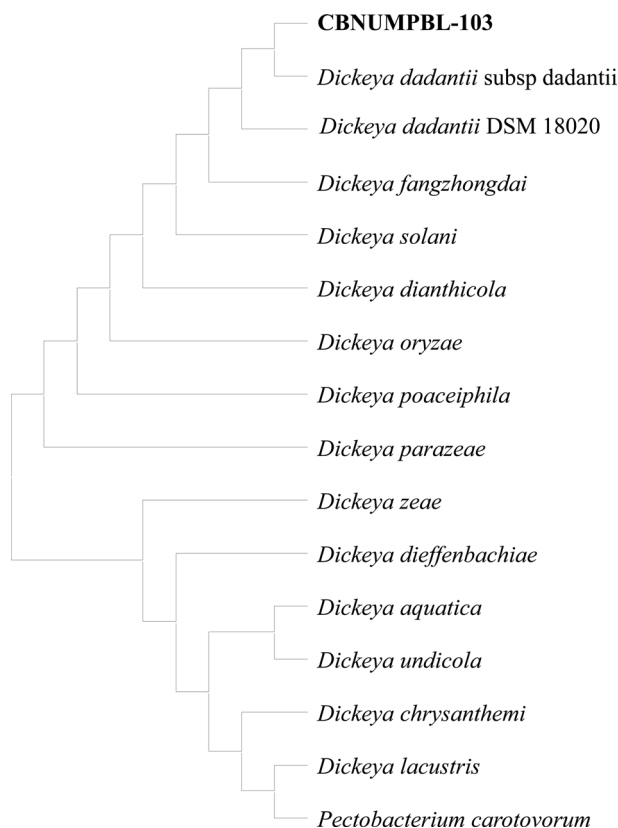 CBNUMPBL-103
Dickeya dadantii subsp dadantii
Dickeya dadantii DSM 18020
Dickeya fangzhongdai
Dickeya solani
Dickeya dianthicola
Dickeya oryzae
Dickeya poaceiphila
Dickeya parazeae
Dickeya zeae
Dickeya dieffenbachiae
Dickeya aquatica
Dickeya undicola
Dickeya chrysanthemi
Dickeya lacustris
Pectobacterium carotovorum